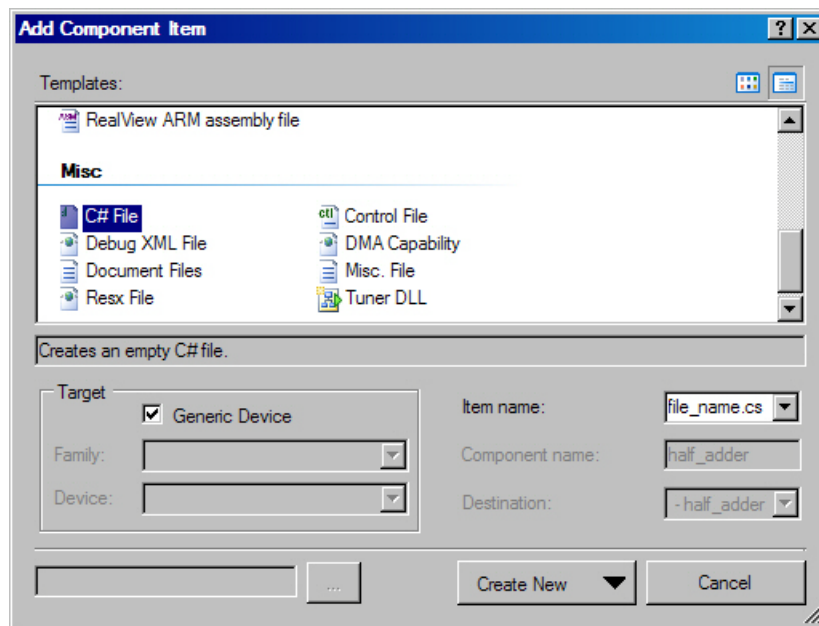 Add Component Item
Templates:
RealView ARM assembly file
Misc
C# File
Control File
Debug XML File
DMA Capability
Document Files
Misc. File
Resx File
Tuner DLL
Creates an empty C# file.
Target
Generic Device
Item name:
file_name.cs
Family:
Component name:
half_adder
Device:
Destination:
- half_adder
...
Create New
Cancel